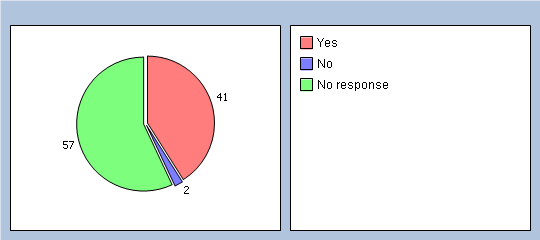 41
57
2
Yes
No
No response